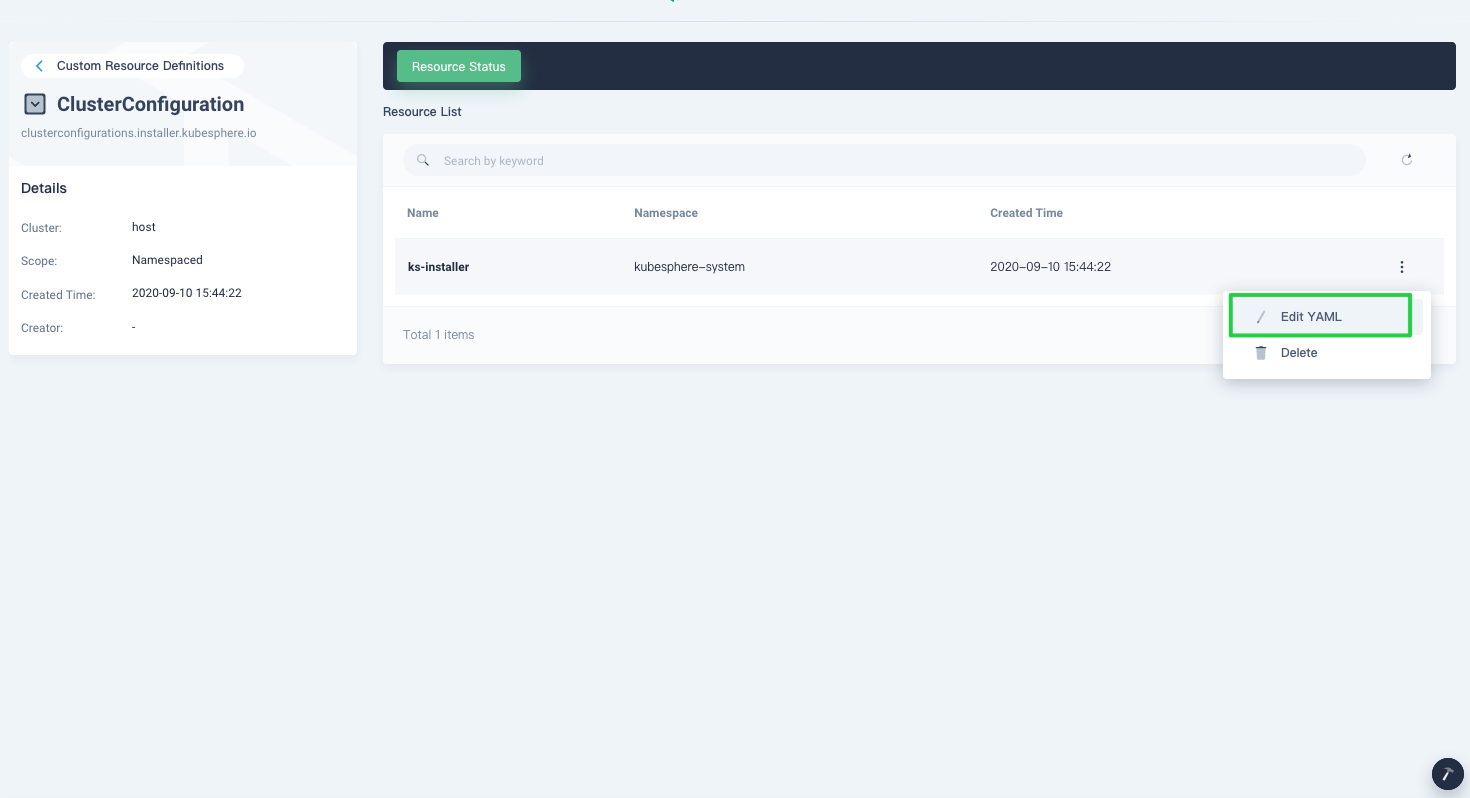 Custom Resource Definitions
ClusterConfiguration
clusterconfigurations.installer.kubesphere.io
Details
Cluster: host
Scope: Namespaced
Created Time: 2020-09-10 15:44:22
Creator: -
Resource Status
Resource List
Search by keyword
Name Namespace Created Time
ks-installer kubesphere-system 2020-09-10 15:44:22
Edit YAML
Delete
Total 1 items